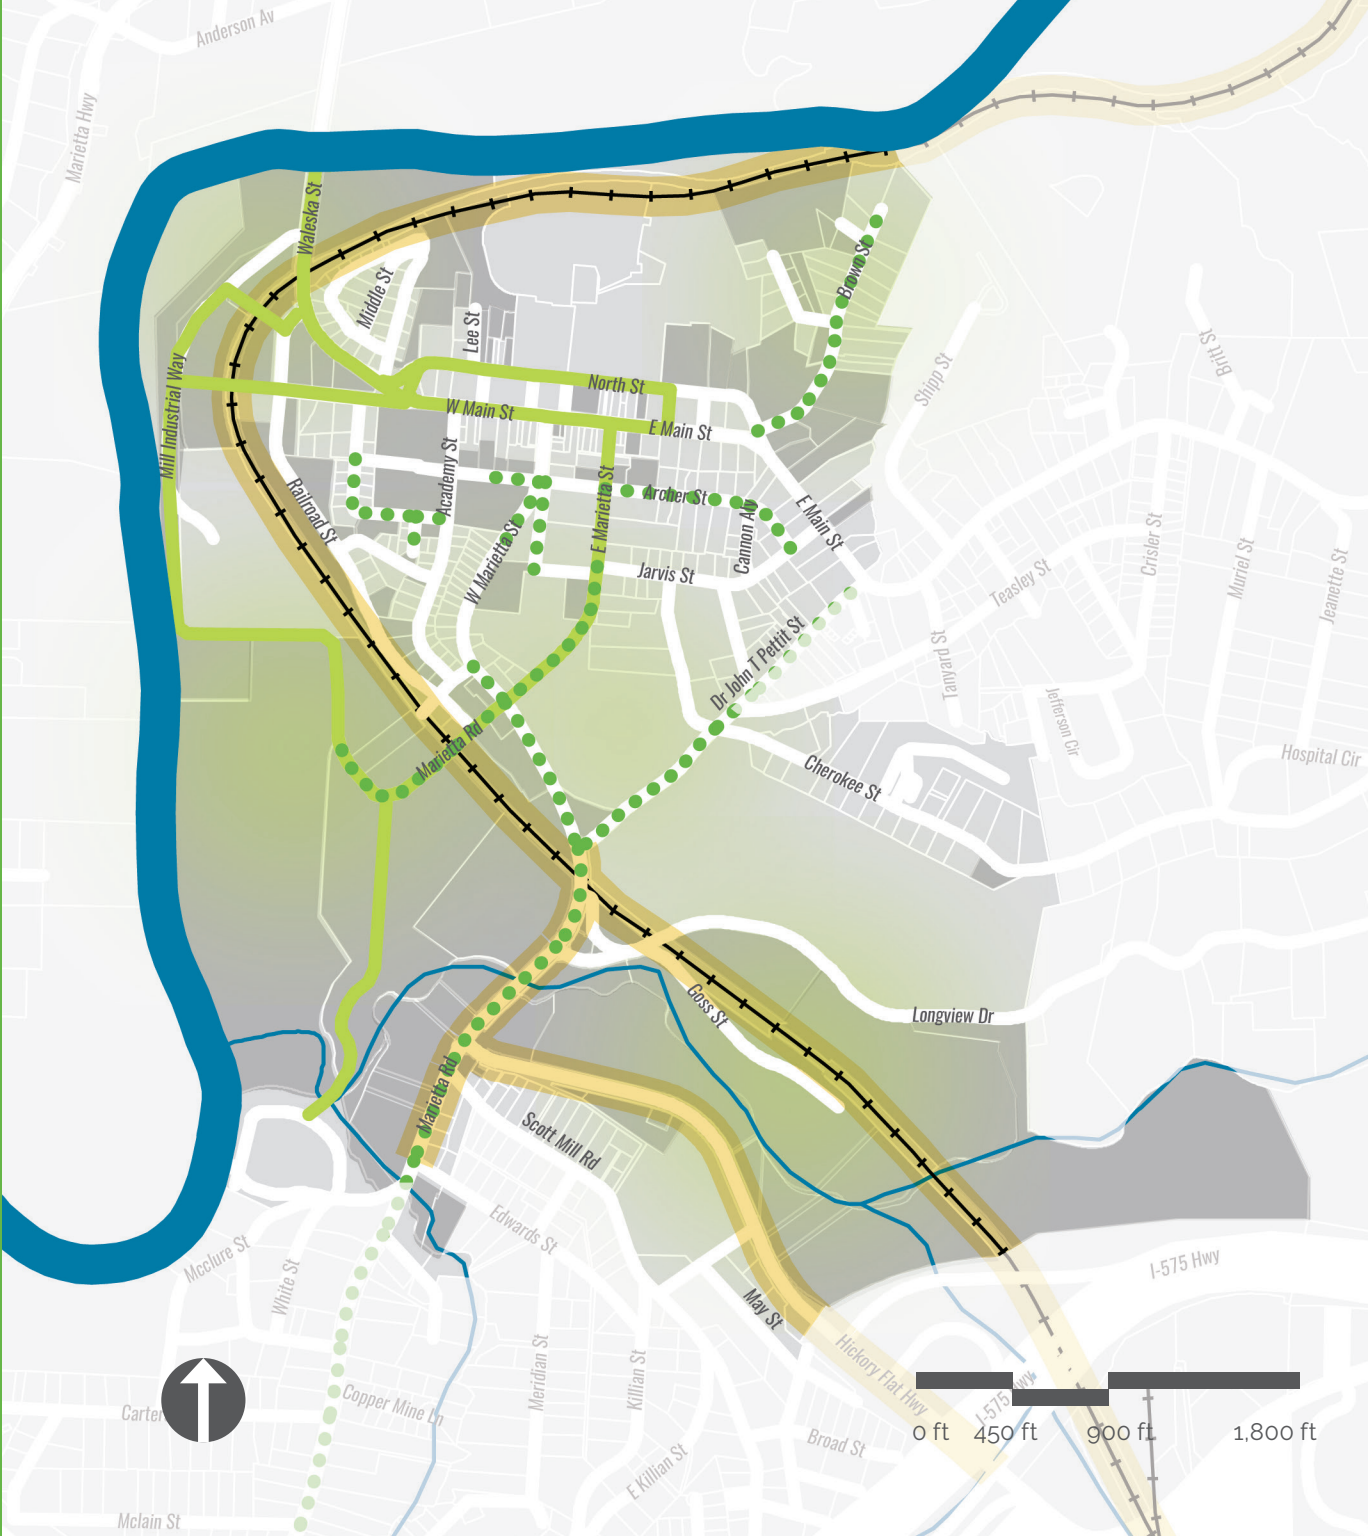 Anderson Av
Marietta Hwy
Waleska St
Middle St
Lee St
Brown St
Shipp St
Britt St
Mill Industrial Way
North St
W Main St
E Main St
Railroad St
Academy St
W Marietta St
E Marietta St
Archer St
Cannon Aly
E Main St
Jarvis St
Dr John T Pettit St
Teasley St
Crisler St
Muriel St
Jeanette St
Tanyard St
Jefferson Cir
Hospital Cir
Marietta Rd
Cherokee St
Goss St
Longview Dr
Marietta Rd
Scott Mill Rd
Edwards St
Mcclure St
White St
May St
I-575 Hwy
Hickory Flat Hwy
I-575 Hwy
Meridian St
Killian St
Copper Mine Ln
Carter
Broad St
E Killian St
Mclain St
0 ft 450 ft 900 ft 1,800 ft